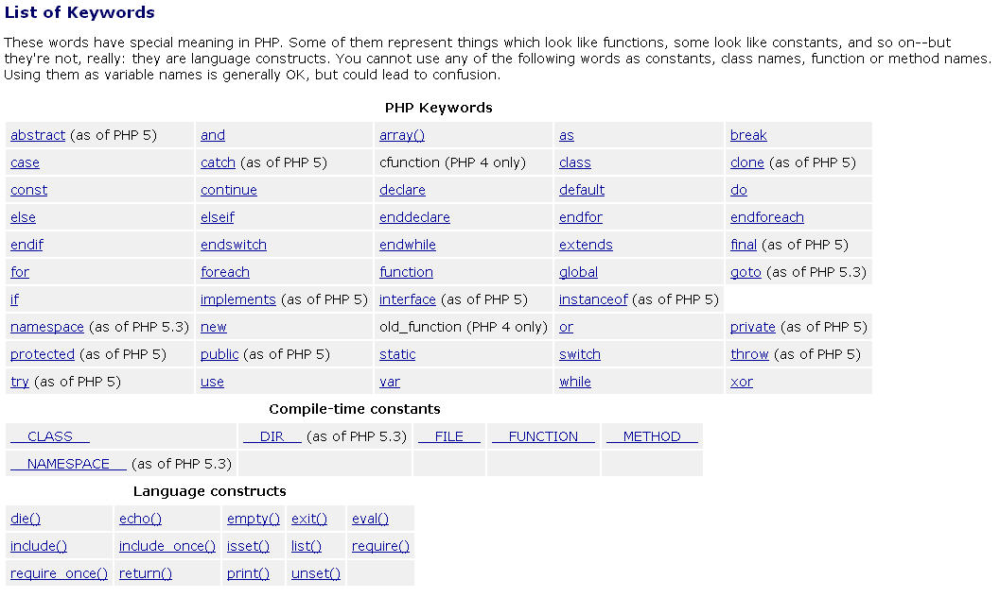 List of Keywords
These words have special meaning in PHP. Some of them represent things which look like functions, some look like constants, and so on--but
they're not, really: they are language constructs. You cannot use any of the following words as constants, class names, function or method names.
Using them as variable names is generally OK, but could lead to confusion.
PHP Keywords
abstract (as of PHP 5) and array() as break
case catch (as of PHP 5) cfunction (PHP 4 only) class clone (as of PHP 5)
const continue declare default do
else elseif enddeclare endfor endforeach
endif endswitch endwhile extends final (as of PHP 5)
for foreach function global goto (as of PHP 5.3)
if implements (as of PHP 5) interface (as of PHP 5) instanceof (as of PHP 5)
namespace (as of PHP 5.3) new old_function (PHP 4 only) or private (as of PHP 5)
protected (as of PHP 5) public (as of PHP 5) static switch throw (as of PHP 5)
try (as of PHP 5) use var while xor
Compile-time constants
__CLASS__ __DIR__ (as of PHP 5.3) __FILE__ __FUNCTION__ __METHOD__
__NAMESPACE__ (as of PHP 5.3)
Language constructs
die() echo() empty() exit() eval()
include() include_once() isset() list() require()
require_once() return() print() unset()